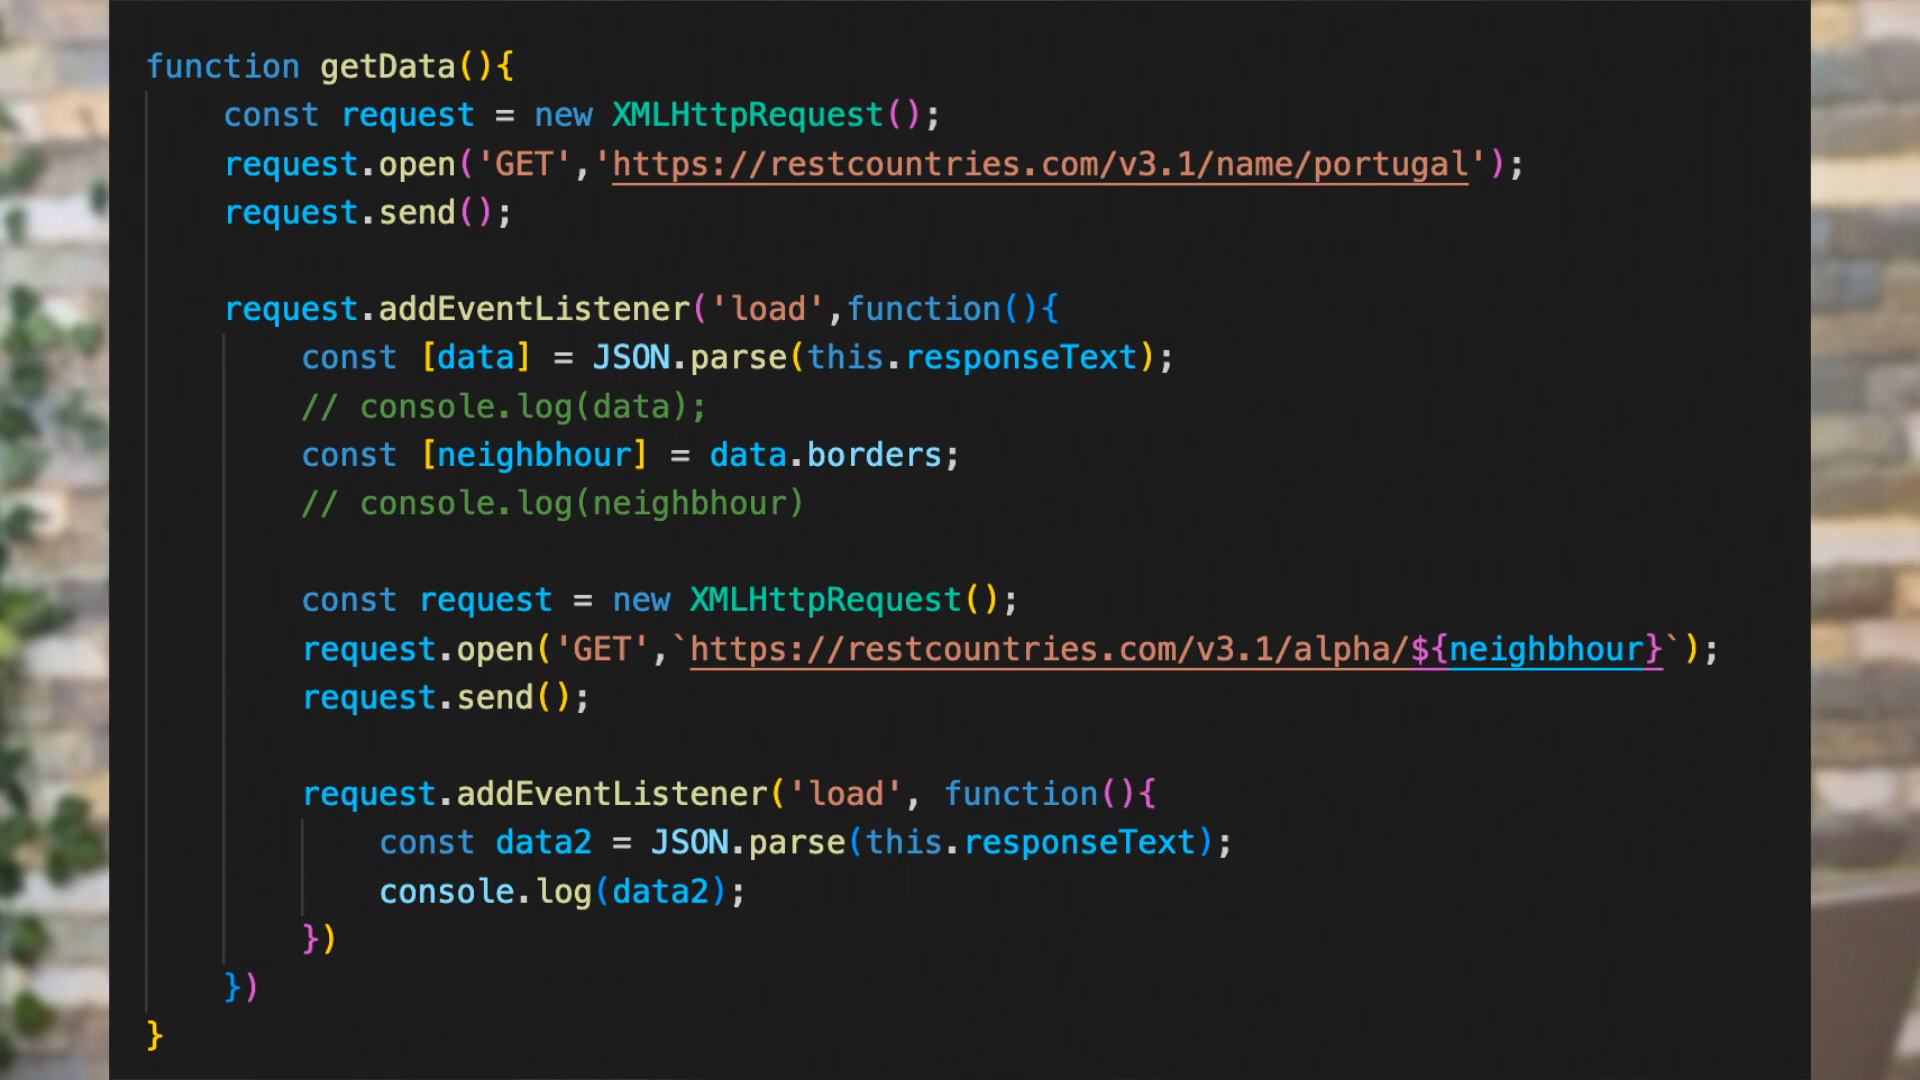 function getData(){
    const request = new XMLHttpRequest();
    request.open('GET','https://restcountries.com/v3.1/name/portugal');
    request.send();

    request.addEventListener('load',function(){
        const [data] = JSON.parse(this.responseText);
        // console.log(data);
        const [neighbhour] = data.borders;
        // console.log(neighbhour)

        const request = new XMLHttpRequest();
        request.open('GET',`https://restcountries.com/v3.1/alpha/${neighbhour}`);
        request.send();

        request.addEventListener('load', function(){
            const data2 = JSON.parse(this.responseText);
            console.log(data2);
        })
    })
}